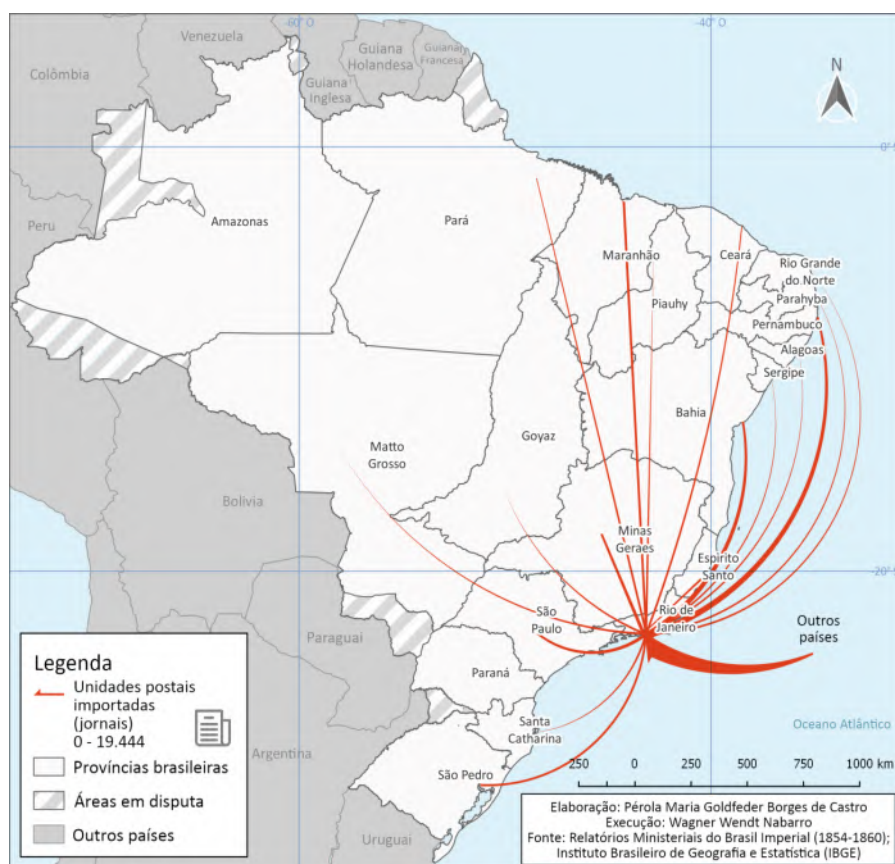 -60° O
-40° O
Venezuela
Colômbia
Guiana
Holandesa
Guiana
Francesa
Guiana
inglesa
N
0°
Peru
Amazonas
Pará
Maranhão
Ceará
Rio Grande
do Norte
Piauhy
Parahyba
Pernambuco
Alagoas
Sergipe
Bahia
Goyaz
Matto
Grosso
Bolivia
Minas
Geraes
Espirito
Santo
-20°
São
Paulo
Rio de
Janeiro
Outros
países
Paraguai
Paraná
Santa
Catharina
Oceano Atlântico
Argentina
São Pedro
Uruguai
Legenda
Unidades postais
importadas
(jornais)
0 - 19.444
Províncias brasileiras
Áreas em disputa
Outros países
250 0 250 500 750 1000 km
Elaboração: Pérola Maria Goldfeder Borges de Castro
Execução: Wagner Wendt Nabarro
Fonte: Relatórios Ministeriais do Brasil Imperial (1854-1860);
Instituto Brasileiro de Geografia e Estatística (IBGE)